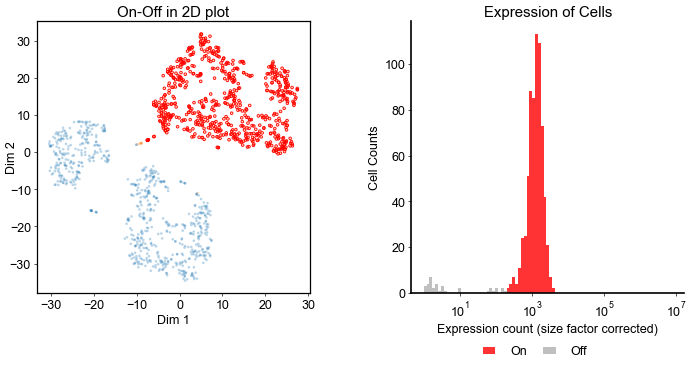 On-Off in 2D plot
Dim 2
30
20
10
0
−10
−20
−30
−30 −20 −10 0 10 20 30
Dim 1
Expression of Cells
Cell Counts
100
80
60
40
20
0
10^1 10^3 10^5 10^7
Expression count (size factor corrected)
On Off